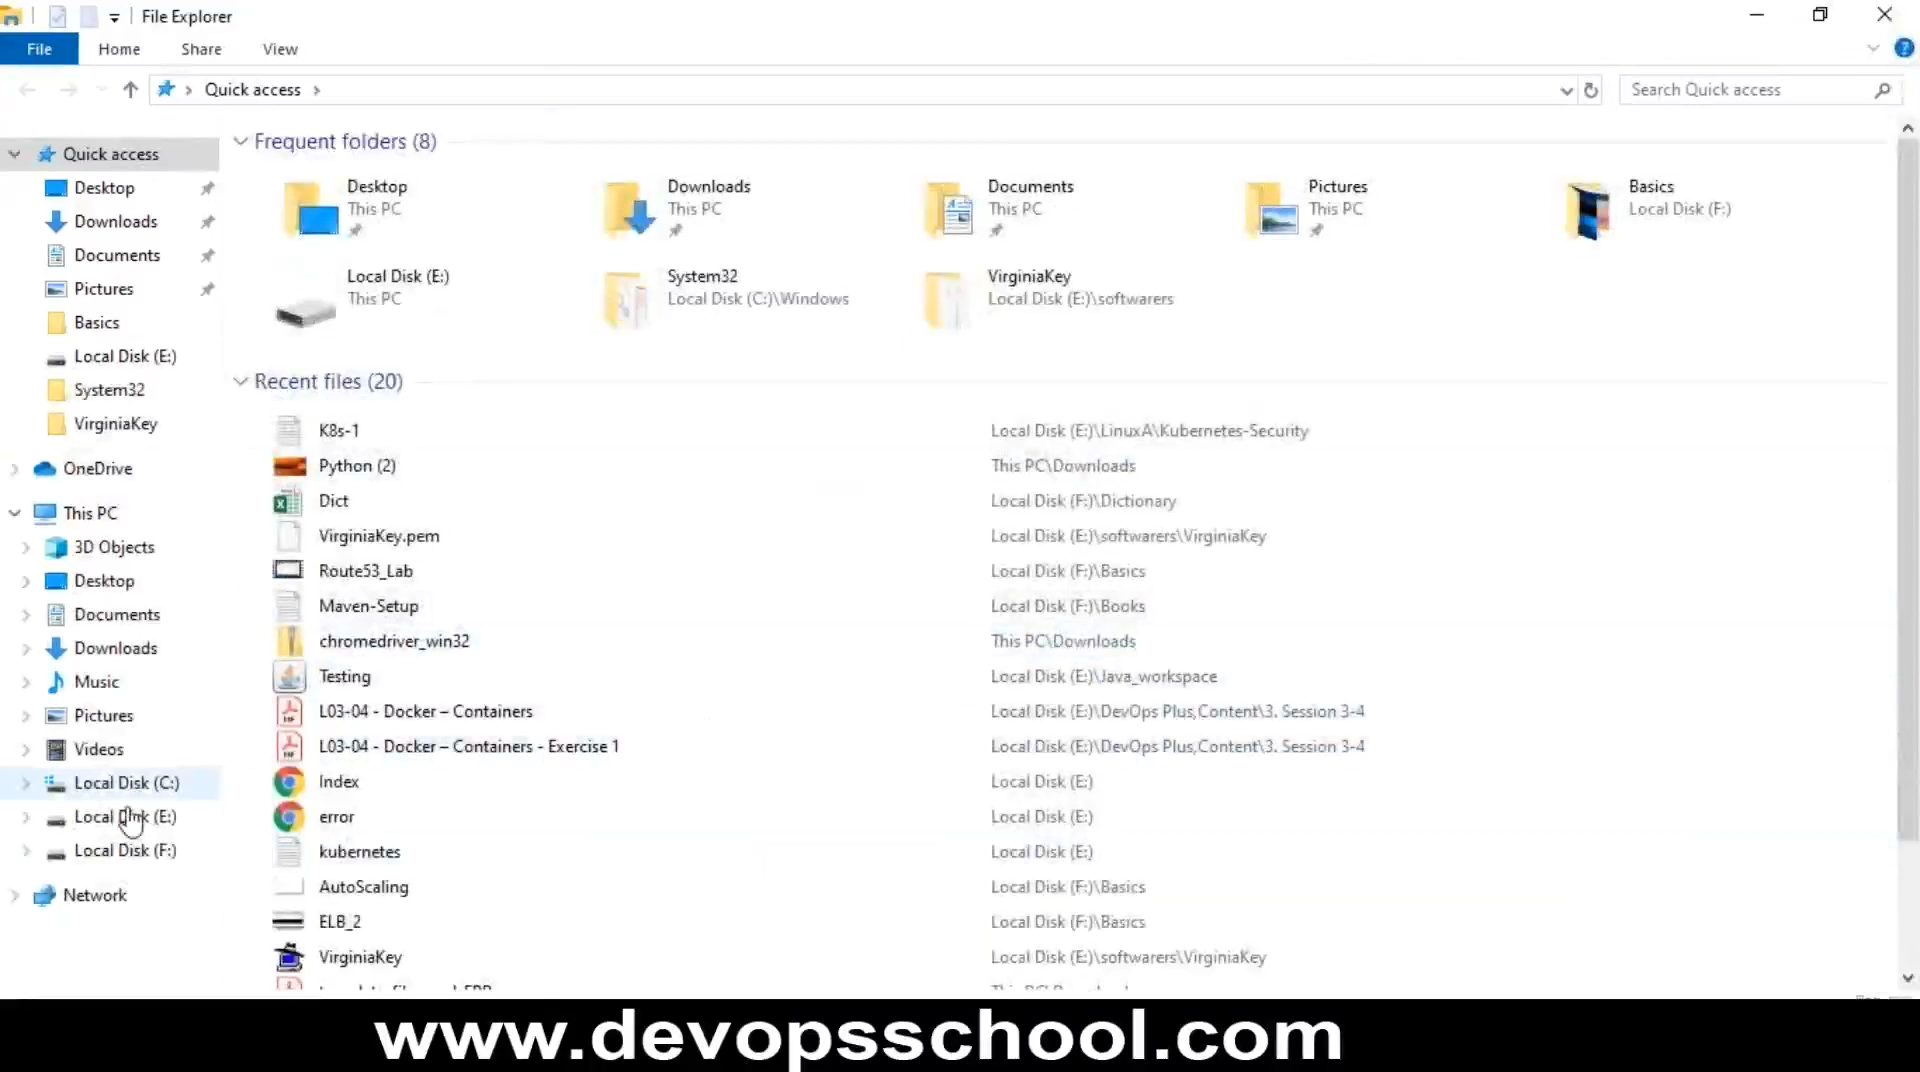 File Explorer
File Home Share View
Quick access
Search Quick access
Quick access
Desktop
Downloads
Documents
Pictures
Basics
Local Disk (E:)
System32
VirginiaKey
OneDrive
This PC
3D Objects
Desktop
Documents
Downloads
Music
Pictures
Videos
Local Disk (C:)
Local Disk (E:)
Local Disk (F:)
Network
Frequent folders (8)
Desktop
This PC
Downloads
This PC
Documents
This PC
Pictures
This PC
Basics
Local Disk (F:)
Local Disk (E:)
This PC
System32
Local Disk (C:)\Windows
VirginiaKey
Local Disk (E:)\softwarers
Recent files (20)
K8s-1 Local Disk (E:)\LinuxA\Kubernetes-Security
Python (2) This PC\Downloads
Dict Local Disk (F:)\Dictionary
VirginiaKey.pem Local Disk (E:)\softwarers\VirginiaKey
Route53_Lab Local Disk (F:)\Basics
Maven-Setup Local Disk (F:)\Books
chromedriver_win32 This PC\Downloads
Testing Local Disk (E:)\Java_workspace
L03-04 - Docker – Containers Local Disk (E:)\DevOps Plus,Content\3. Session 3-4
L03-04 - Docker – Containers - Exercise 1 Local Disk (E:)\DevOps Plus,Content\3. Session 3-4
Index Local Disk (E:)
error Local Disk (E:)
kubernetes Local Disk (E:)
AutoScaling Local Disk (F:)\Basics
ELB_2 Local Disk (F:)\Basics
VirginiaKey Local Disk (E:)\softwarers\VirginiaKey
www.devopsschool.com